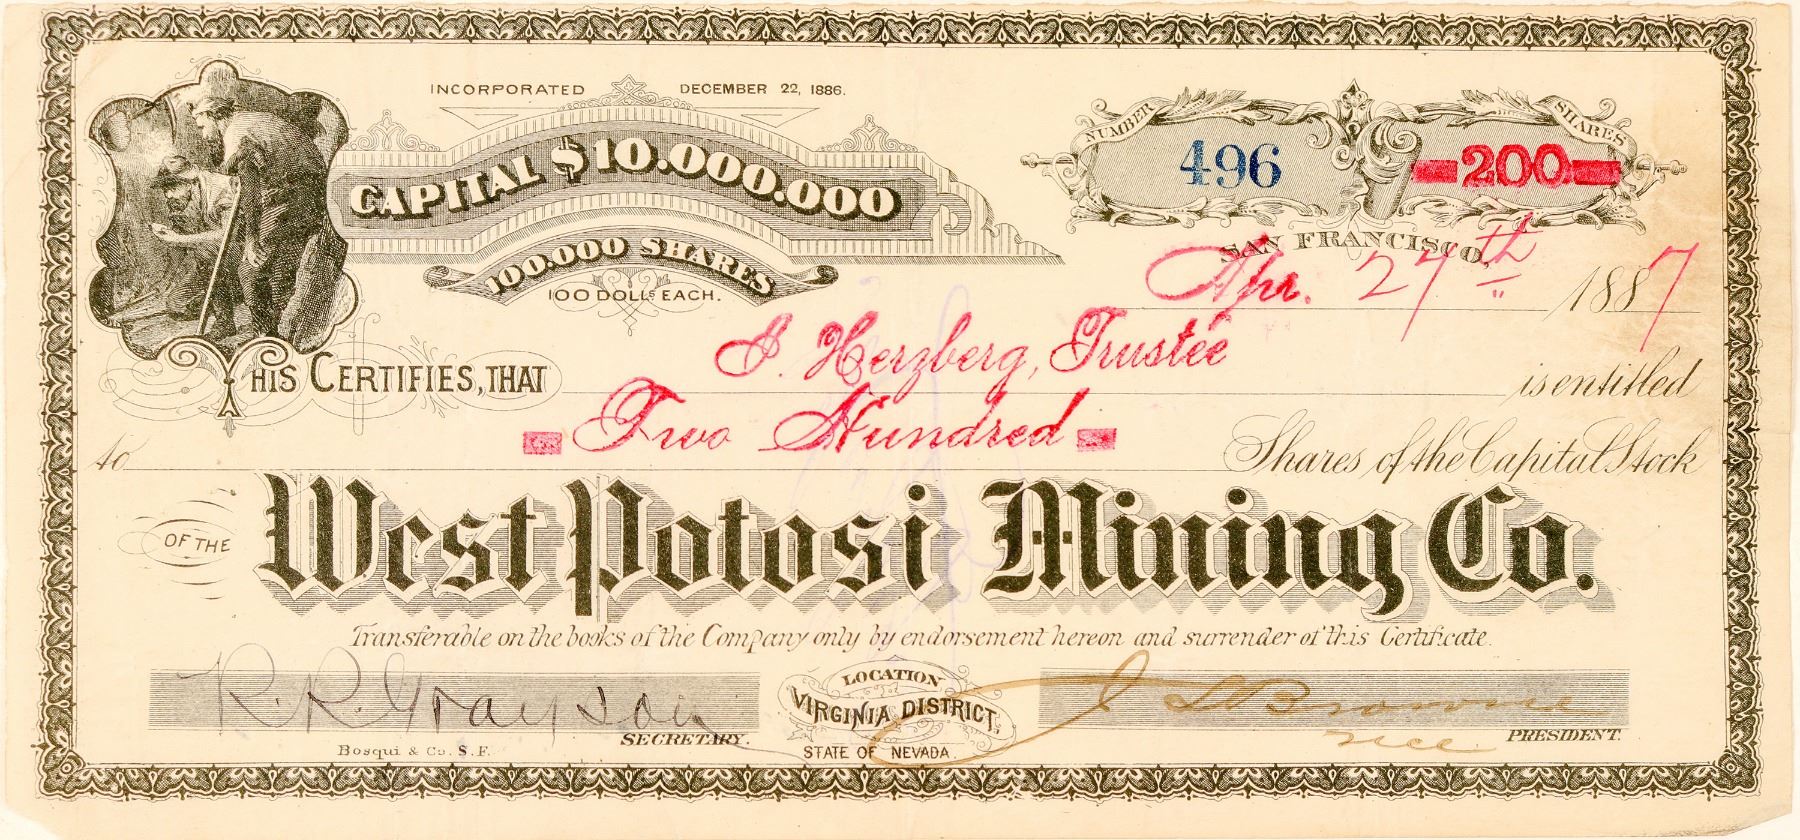 INCORPORATED DECEMBER 22, 1886.
CAPITAL $10.000.000
100.000 SHARES
100 DOLLS EACH.
NUMBER SHARES
496 200
SAN FRANCISCO,
Apr. 27th 1887
THIS CERTIFIES, THAT I. Herzberg, Trustee is entitled
to Two Hundred Shares of the Capital Stock
OF THE West Potosi Mining Co.
Transferable on the books of the Company only by endorsement hereon and surrender of this Certificate.
R. R. Grayson SECRETARY.
LOCATION
VIRGINIA DISTRICT,
STATE OF NEVADA.
J L Browne
Vice PRESIDENT.
Bosqui & Co. S. F.